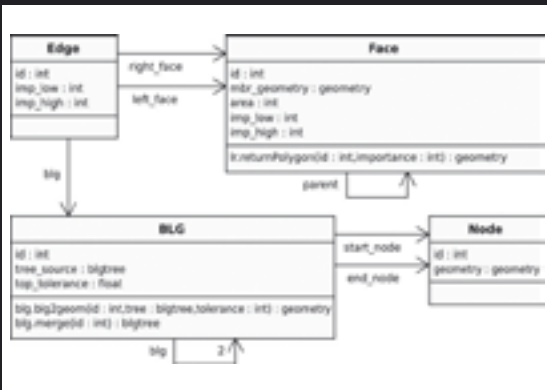 Edge
id : int
imp_low : int
imp_high : int
right_face
left_face
Face
id : int
mbr_geometry : geometry
area : int
imp_low : int
imp_high : int
lr.returnPolygon(id : int,importance : int) : geometry
parent
blg
BLG
id : int
tree_source : blgtree
top_tolerance : float
blg.blg2geom(id : int,tree : blgtree,tolerance : int) : geometry
blg.merge(id : int) : blgtree
start_node
end_node
Node
id : int
geometry : geometry
blg
2